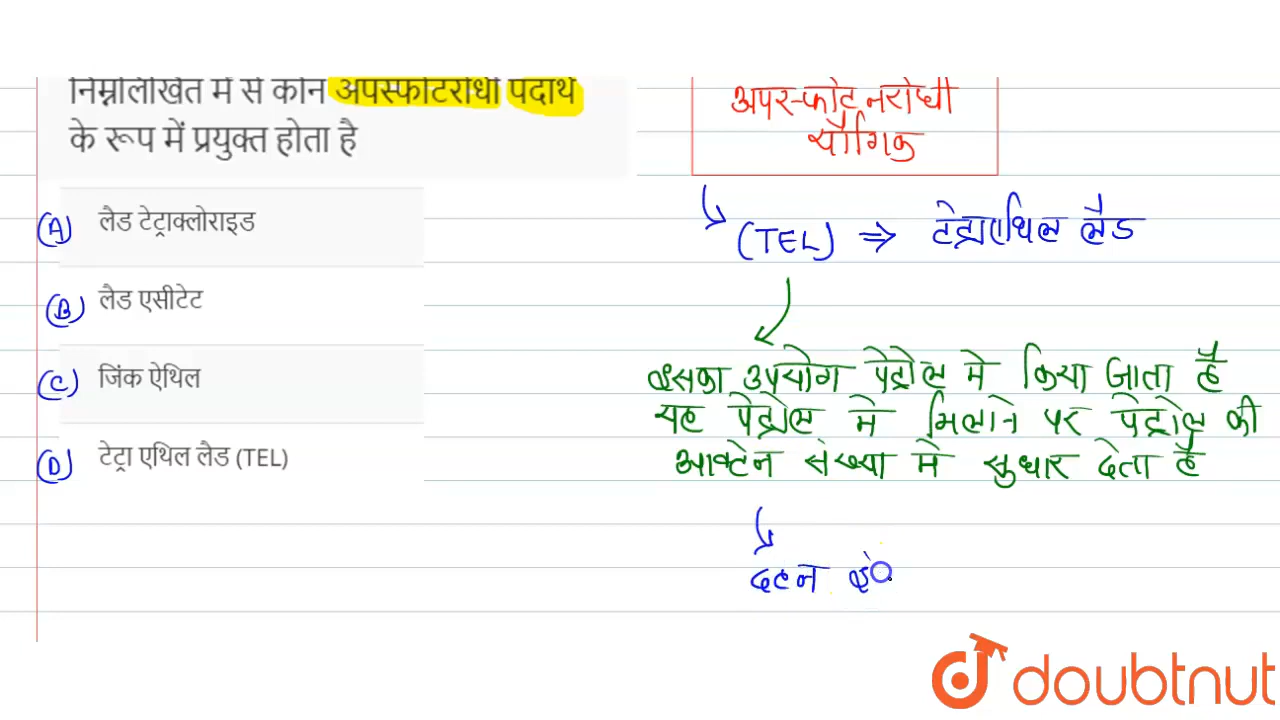 निम्नलिखित में से कौन अपस्फोटरोधी पदार्थ
के रूप में प्रयुक्त होता है
(A) लैड टेट्राक्लोराइड
(B) लैड एसीटेट
(C) जिंक ऐथिल
(D) टेट्रा एथिल लैड (TEL)
अपस्फोटनरोधी
यौगिक
(TEL) ⇒ टेट्राएथिल लैड
इसका उपयोग पेट्रोल मे किया जाता है
यह पेट्रोल मे मिलाने पर पेट्रोल की
आक्टेन संख्या मे सुधार देता है
दहन
doubtnut